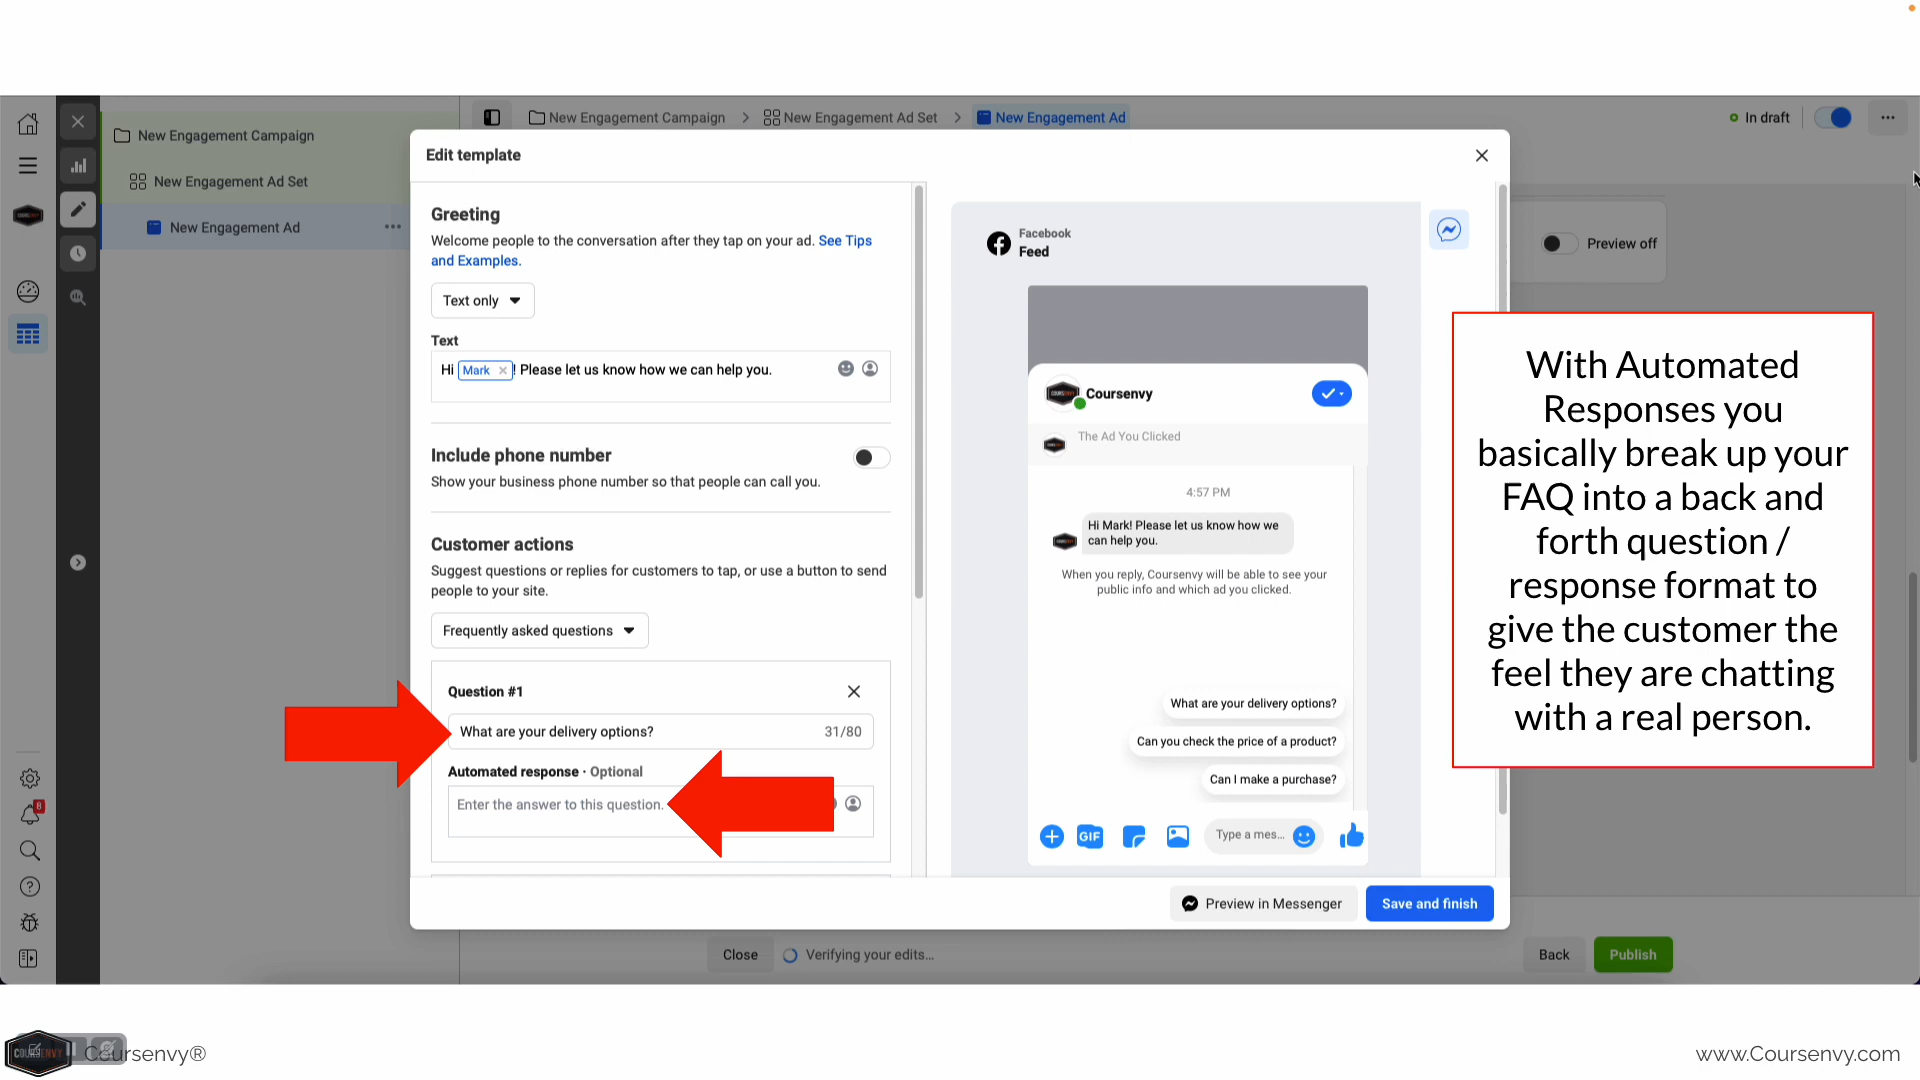 New Engagement Campaign
New Engagement Ad Set
New Engagement Ad
New Engagement Campaign > New Engagement Ad Set > New Engagement Ad
In draft
Edit template
Greeting
Welcome people to the conversation after they tap on your ad. See Tips
and Examples.
Text only
Text
Hi Mark ! Please let us know how we can help you.
Include phone number
Show your business phone number so that people can call you.
Customer actions
Suggest questions or replies for customers to tap, or use a button to send
people to your site.
Frequently asked questions
Question #1
What are your delivery options? 31/80
Automated response · Optional
Enter the answer to this question.
Facebook
Feed
Coursenvy
The Ad You Clicked
4:57 PM
Hi Mark! Please let us know how we
can help you.
When you reply, Coursenvy will be able to see your
public info and which ad you clicked.
What are your delivery options?
Can you check the price of a product?
Can I make a purchase?
GIF
Type a mes...
Preview in Messenger
Save and finish
Preview off
With Automated
Responses you
basically break up your
FAQ into a back and
forth question /
response format to
give the customer the
feel they are chatting
with a real person.
8
Close
Verifying your edits...
Back
Publish
Coursenvy®
www.Coursenvy.com